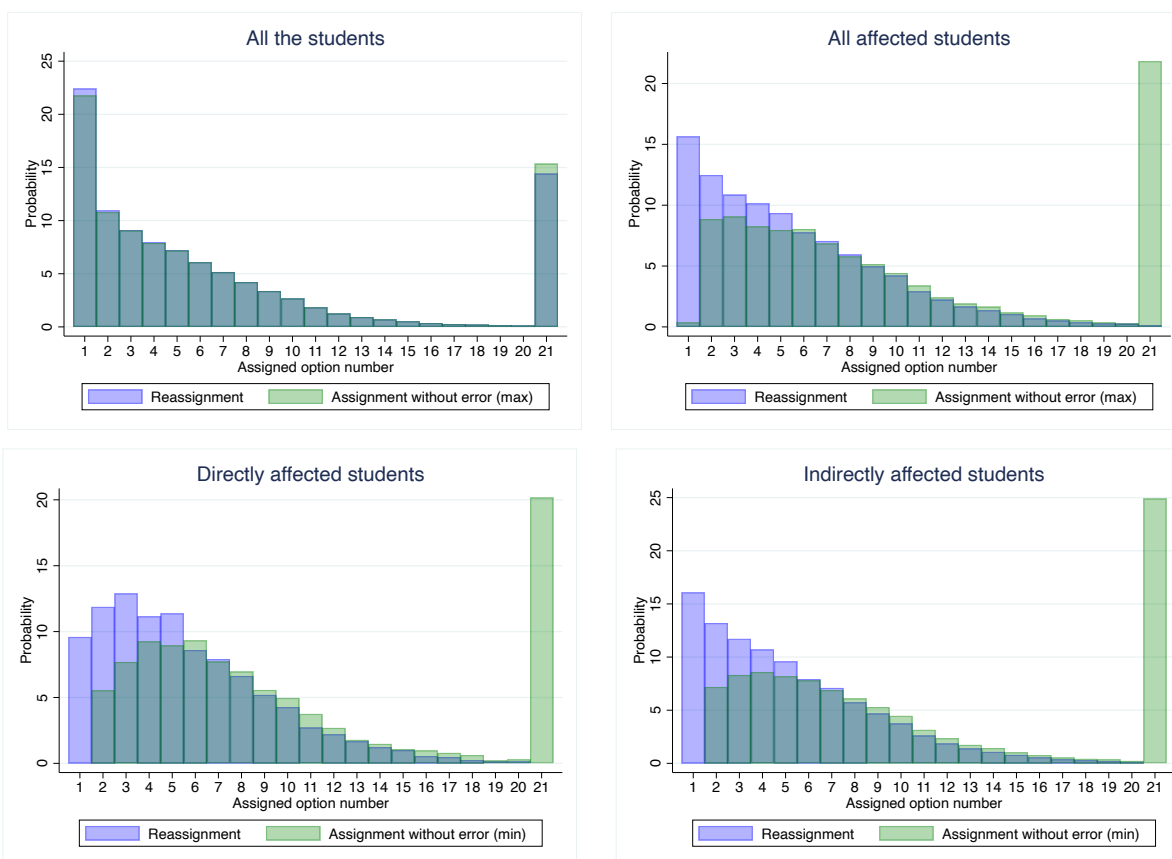 All the students
Probability
25
20
15
10
5
0
1 2 3 4 5 6 7 8 9 10 11 12 13 14 15 16 17 18 19 20 21
Assigned option number
Reassignment Assignment without error (max)
All affected students
Probability
20
15
10
5
0
1 2 3 4 5 6 7 8 9 10 11 12 13 14 15 16 17 18 19 20 21
Assigned option number
Reassignment Assignment without error (max)
Directly affected students
Probability
20
15
10
5
0
1 2 3 4 5 6 7 8 9 10 11 12 13 14 15 16 17 18 19 20 21
Assigned option number
Reassignment Assignment without error (min)
Indirectly affected students
Probability
25
20
15
10
5
0
1 2 3 4 5 6 7 8 9 10 11 12 13 14 15 16 17 18 19 20 21
Assigned option number
Reassignment Assignment without error (min)